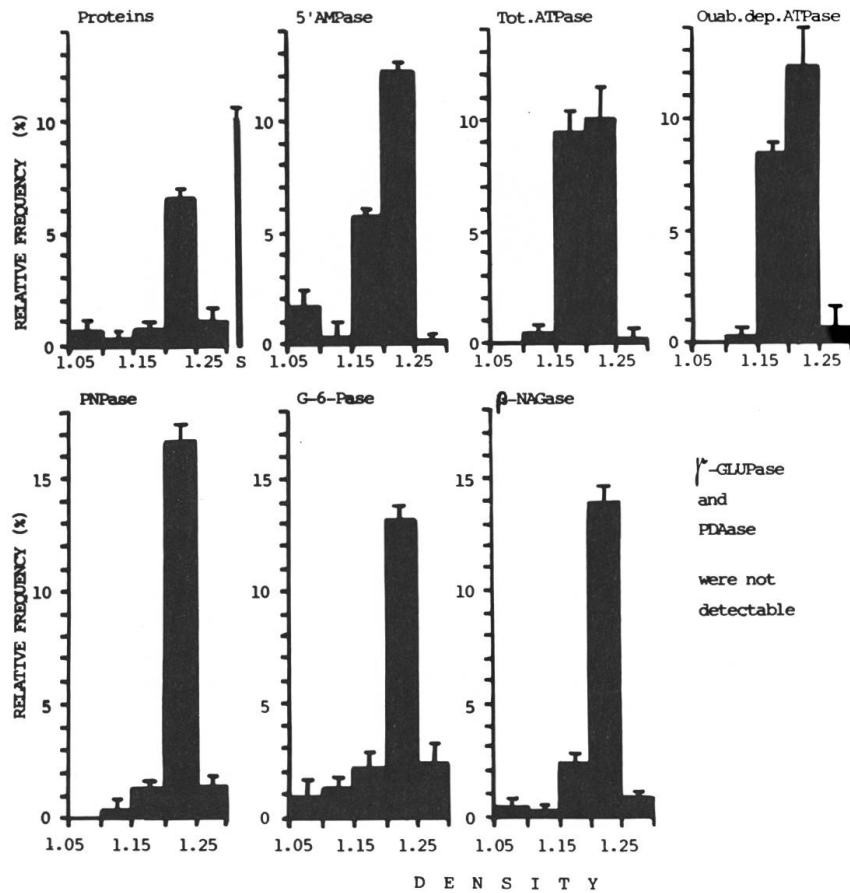 Proteins
5'AMPase
Tot.ATPase
Ouab.dep.ATPase
RELATIVE FREQUENCY (%)
10
5
0
1.05 1.15 1.25 S
10
5
0
1.05 1.15 1.25
10
5
0
1.05 1.15 1.25
10
5
0
1.05 1.15 1.25
PNPase
G-6-Pase
β-NAGase
RELATIVE FREQUENCY (%)
15
10
5
0
1.05 1.15 1.25
15
10
5
0
1.05 1.15 1.25
15
10
5
0
1.05 1.15 1.25
γ-GLUPase
and
PDAase
were not
detectable
D E N S I T Y